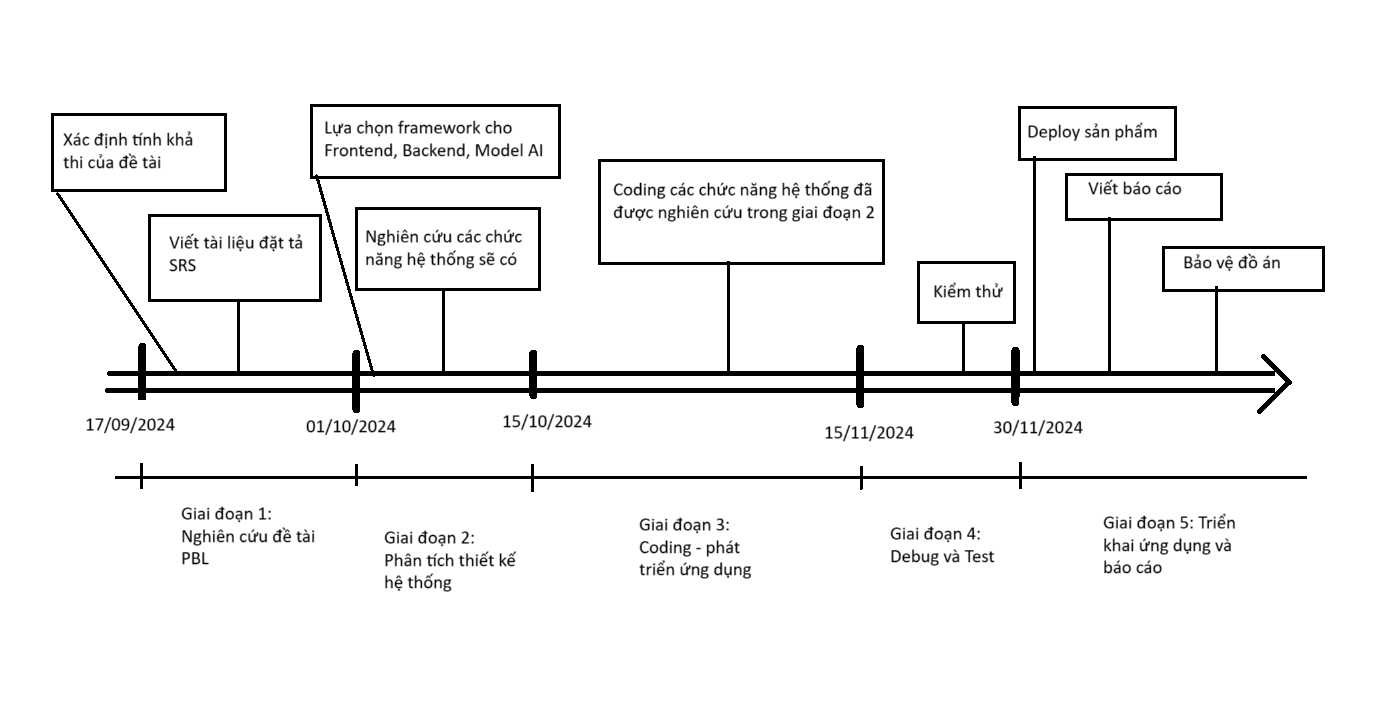 Xác định tính khả
thi của đề tài
Viết tài liệu đặt tả
SRS
Lựa chọn framework cho
Frontend, Backend, Model AI
Nghiên cứu các chức
năng hệ thống sẽ có
Coding các chức năng hệ thống đã
được nghiên cứu trong giai đoạn 2
Kiểm thử
Deploy sản phẩm
Viết báo cáo
Bảo vệ đồ án
17/09/2024
01/10/2024
15/10/2024
15/11/2024
30/11/2024
Giai đoạn 1:
Nghiên cứu đề tài
PBL
Giai đoạn 2:
Phân tích thiết kế
hệ thống
Giai đoạn 3:
Coding - phát
triển ứng dụng
Giai đoạn 4:
Debug và Test
Giai đoạn 5: Triển
khai ứng dụng và
báo cáo